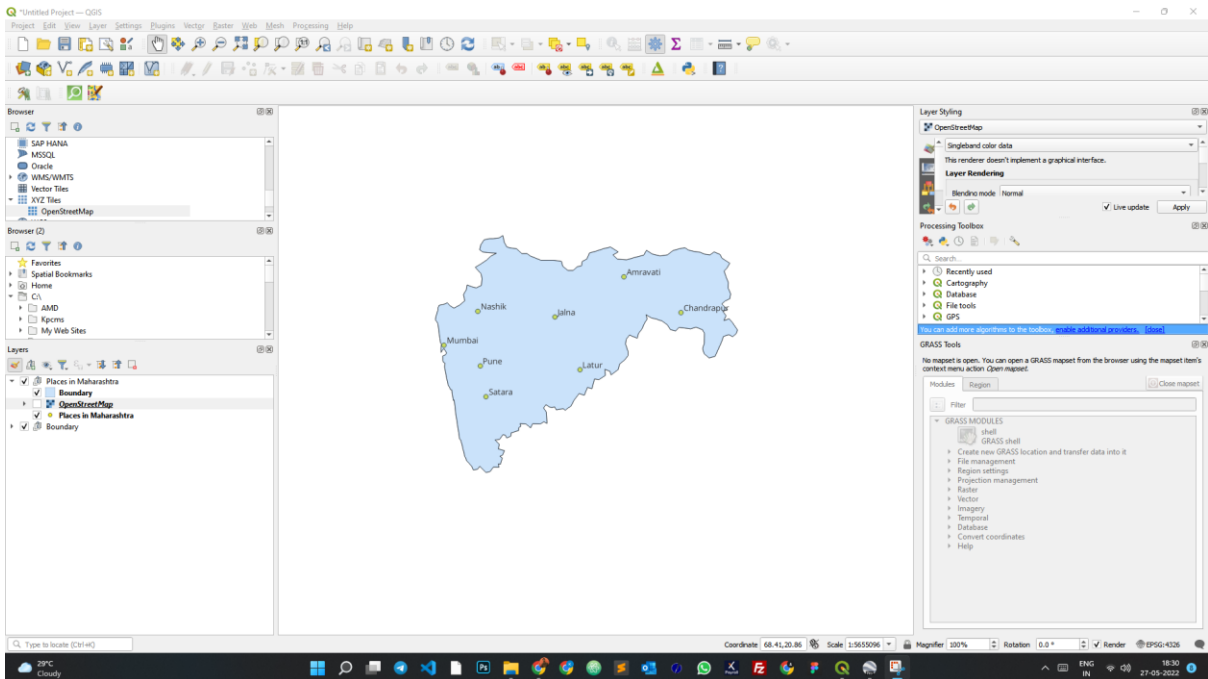 *Untitled Project — QGIS
Project Edit View Layer Settings Plugins Vector Raster Web Mesh Processing Help
Browser
SAP HANA
MSSQL
Oracle
WMS/WMTS
Vector Tiles
XYZ Tiles
OpenStreetMap
Browser (2)
Favorites
Spatial Bookmarks
Home
C:\
AMD
Kpcms
My Web Sites
Layers
Places in Maharashtra
Boundary
OpenStreetMap
Places in Maharashtra
Boundary
Amravati
Nashik
Jalna
Chandrapur
Mumbai
Pune
Latur
Satara
Layer Styling
OpenStreetMap
Singleband color data
This renderer doesn't implement a graphical interface.
Layer Rendering
Blending mode Normal
Live update Apply
Processing Toolbox
Search...
Recently used
Cartography
Database
File tools
GPS
You can add more algorithms to the toolbox, enable additional providers. [close]
GRASS Tools
No mapset is open. You can open a GRASS mapset from the browser using the mapset item's
context menu action Open mapset.
Modules Region Close mapset
Filter
GRASS MODULES
shell
GRASS shell
Create new GRASS location and transfer data into it
File management
Region settings
Projection management
Raster
Vector
Imagery
Temporal
Database
Convert coordinates
Help
Type to locate (Ctrl+K) Coordinate 68.41,20.86 Scale 1:5655096 Magnifier 100% Rotation 0.0 ° Render EPSG:4326
29°C
Cloudy
ENG
IN
18:30
27-05-2022